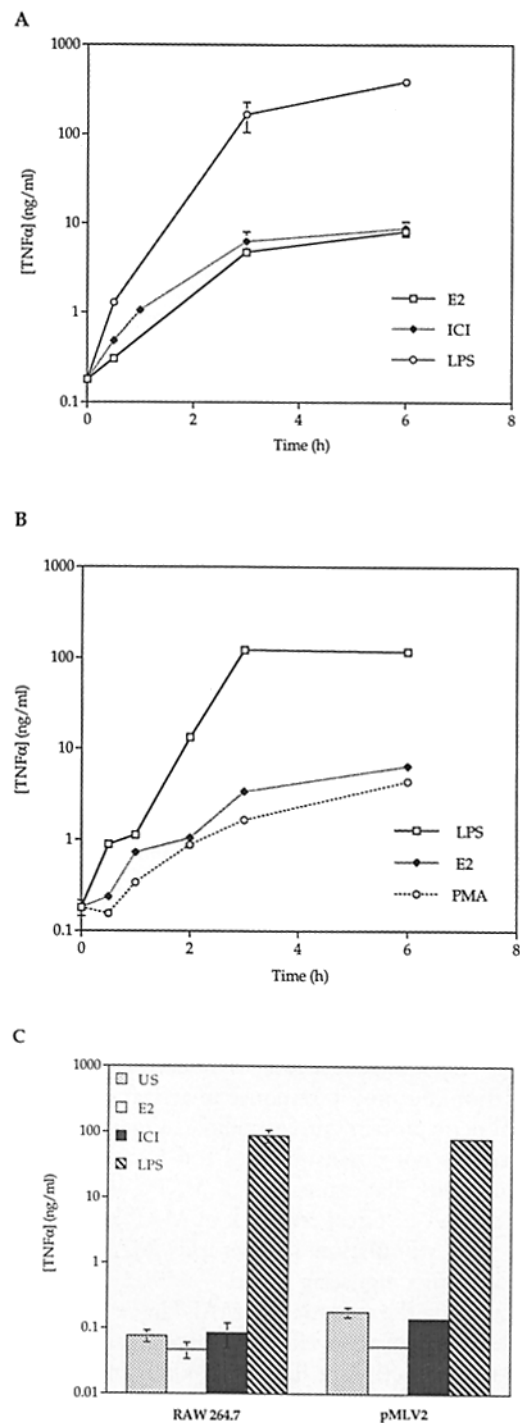 A
1000
100
10
1
0.1
[TNFα] (ng/ml)
E2
ICI
LPS
0 2 4 6 8
Time (h)
B
1000
100
10
1
0.1
[TNFα] (ng/ml)
LPS
E2
PMA
0 2 4 6 8
Time (h)
C
1000
100
10
1
0.1
0.01
[TNFα] (ng/ml)
US
E2
ICI
LPS
RAW 264.7 pMLV2